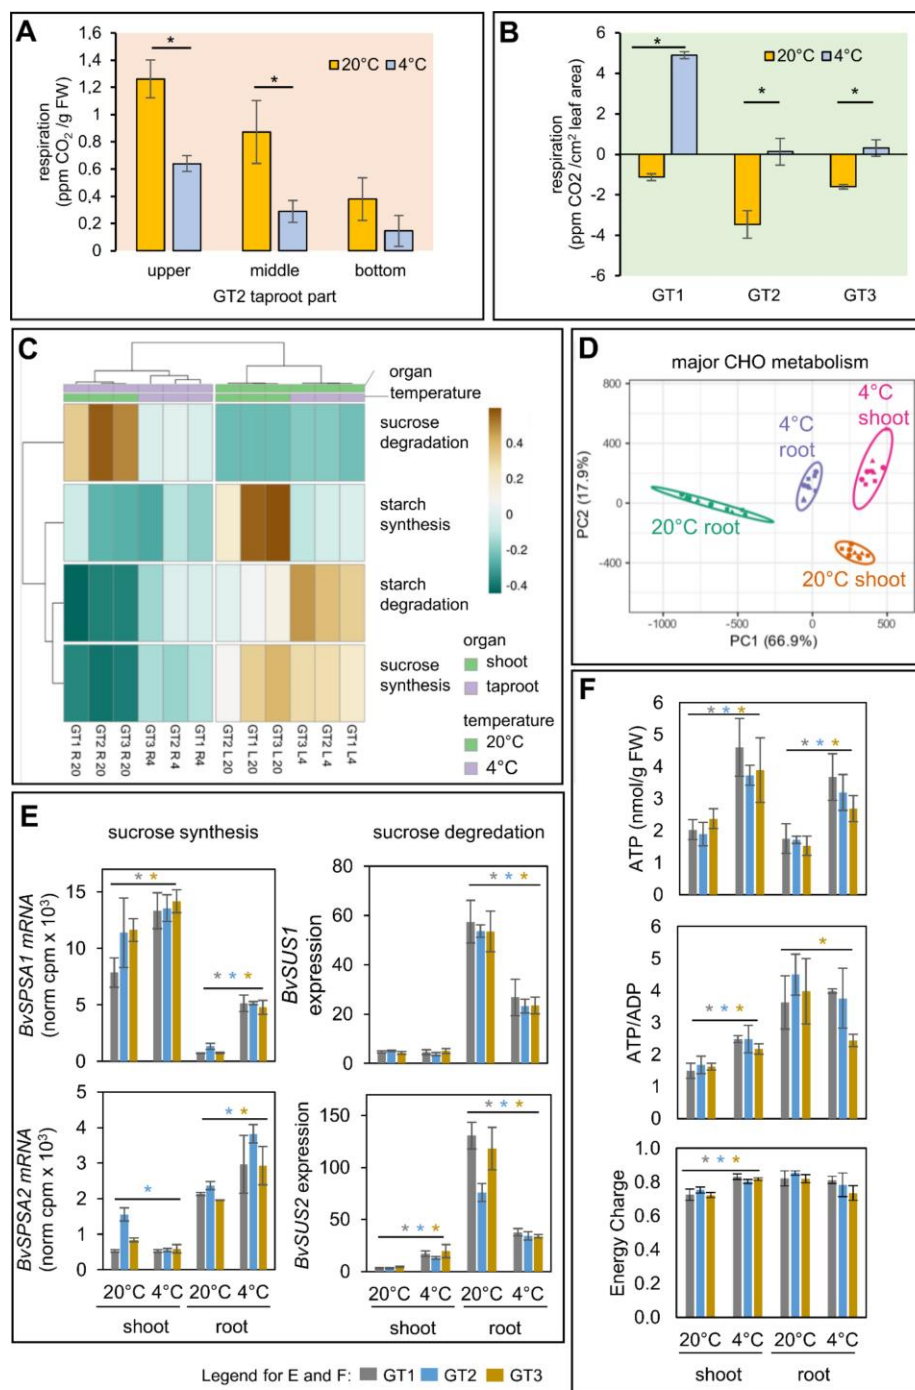 A
respiration
(ppm CO2 /g FW)
1.6
1.4
1.2
1
0.8
0.6
0.4
0.2
0
*
*
20°C 4°C
upper middle bottom
GT2 taproot part
B
respiration
(ppm CO2 /cm2 leaf area)
6
4
2
0
-2
-4
-6
*
20°C 4°C
*
*
GT1 GT2 GT3
C
organ
temperature
sucrose
degradation
starch
synthesis
starch
degradation
sucrose
synthesis
0.4
0.2
0
-0.2
-0.4
organ
shoot
taproot
temperature
20°C
4°C
GT1 R 20
GT2 R 20
GT3 R 20
GT3 R4
GT2 R 4
GT1 R4
GT2 L 20
GT1 L 20
GT3 L 20
GT3 L4
GT2 L 4
GT1 L4
D
major CHO metabolism
PC2 (17.9%)
800
400
0
-400
4°C
shoot
4°C
root
20°C root
20°C shoot
-1000 -500 0 500
PC1 (66.9%)
E
sucrose synthesis
BvSPSA1 mRNA
(norm cpm x 103)
15
10
5
0
* *
* * *
sucrose degredation
BvSUS1
expression
80
60
40
20
0
* * *
BvSPSA2 mRNA
(norm cpm x 103)
5
4
3
2
1
0
*
* *
20°C 4°C 20°C 4°C
shoot root
BvSUS2 expression
150
100
50
0
* * *
* * *
20°C 4°C 20°C 4°C
shoot root
F
ATP (nmol/g FW)
6
5
4
3
2
1
0
* * *
* * *
ATP/ADP
6
5
4
3
2
1
0
* * *
*
Energy Charge
1.0
0.8
0.6
0.4
0.2
0.0
* * *
20°C 4°C 20°C 4°C
shoot root
Legend for E and F: GT1 GT2 GT3